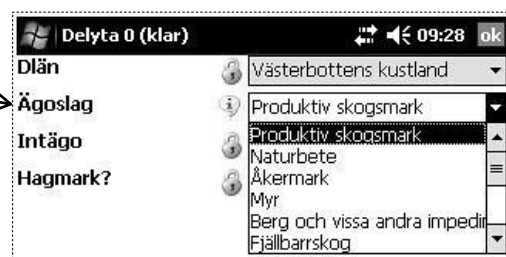 Delyta 0 (klar) 09:28 ok
Dlän Västerbottens kustland
Ägoslag Produktiv skogsmark
Intägo Produktiv skogsmark
Naturbete
Hagmark? Åkermark
Myr
Berg och vissa andra impedir
Fjällbarrskog